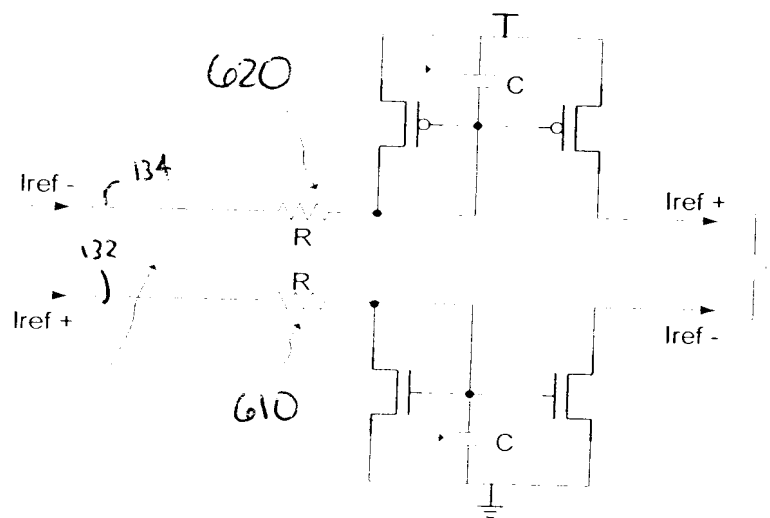 620
C
134
Iref -
Iref +
R
132
R
Iref +
Iref -
610
C